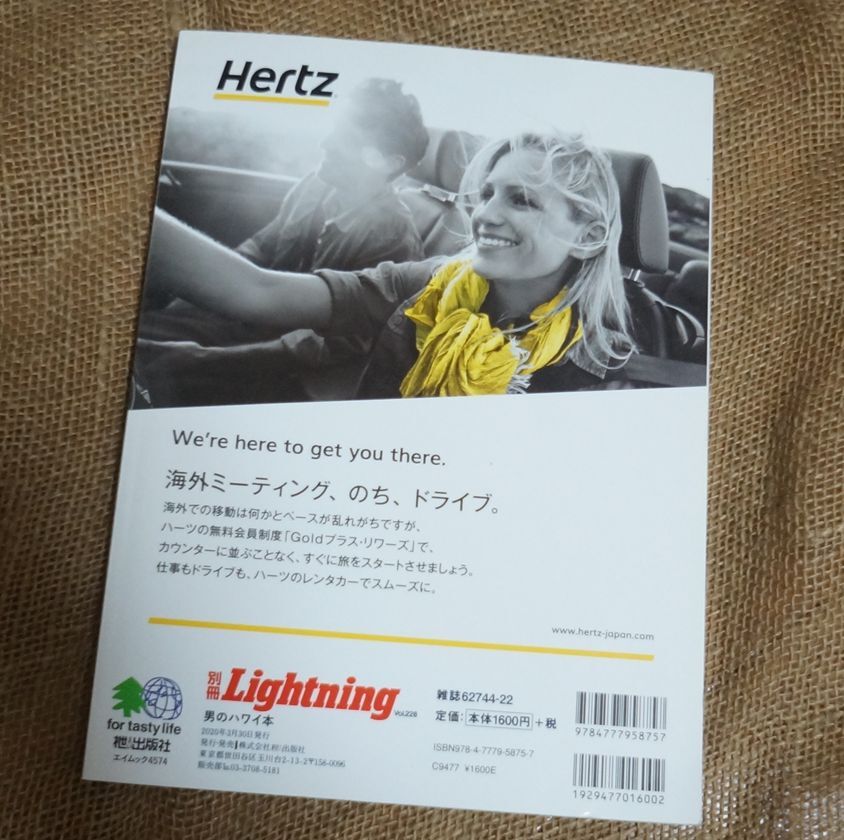 Hertz
We're here to get you there.
海外ミーティング、のち、ドライブ。
海外での移動は何かとペースが乱れがちですが、
ハーツの無料会員制度「Goldプラス・リワーズ」で、
カウンターに並ぶことなく、すぐに旅をスタートさせましょう。
仕事もドライブも、ハーツのレンタカーでスムーズに。
www.hertz-japan.com
for tasty life
枻出版社
エイムック4574
別冊 Lightning Vol.226
男のハワイ本
2020年3月30日発行
発行・発売 株式会社枻出版社
東京都世田谷区玉川台2-13-2 〒158-0096
販売部 ℡.03-3708-5181
雑誌62744-22
定価:本体1600円+税
ISBN978-4-7779-5875-7
C9477 ¥1600E
9784777958757
1929477016002